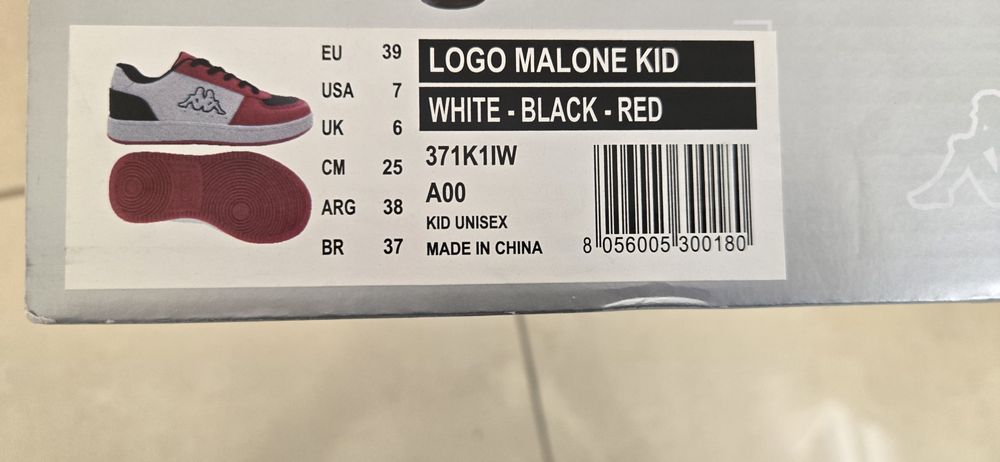 EU 39
USA 7
UK 6
CM 25
ARG 38
BR 37
LOGO MALONE KID
WHITE - BLACK - RED
371K1IW
A00
KID UNISEX
MADE IN CHINA
8 056005 300180